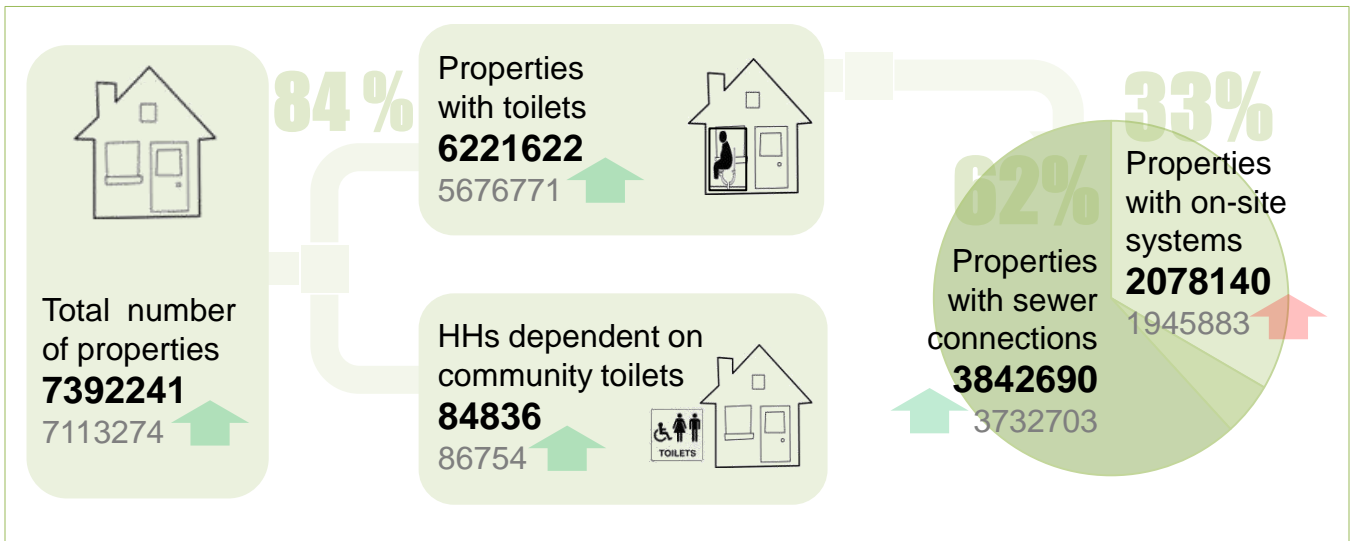 Total number
of properties
7392241
7113274
84 %
Properties
with toilets
6221622
5676771
HHs dependent on
community toilets
84836
86754
TOILETS
62%
Properties
with sewer
connections
3842690
3732703
33%
Properties
with on-site
systems
2078140
1945883